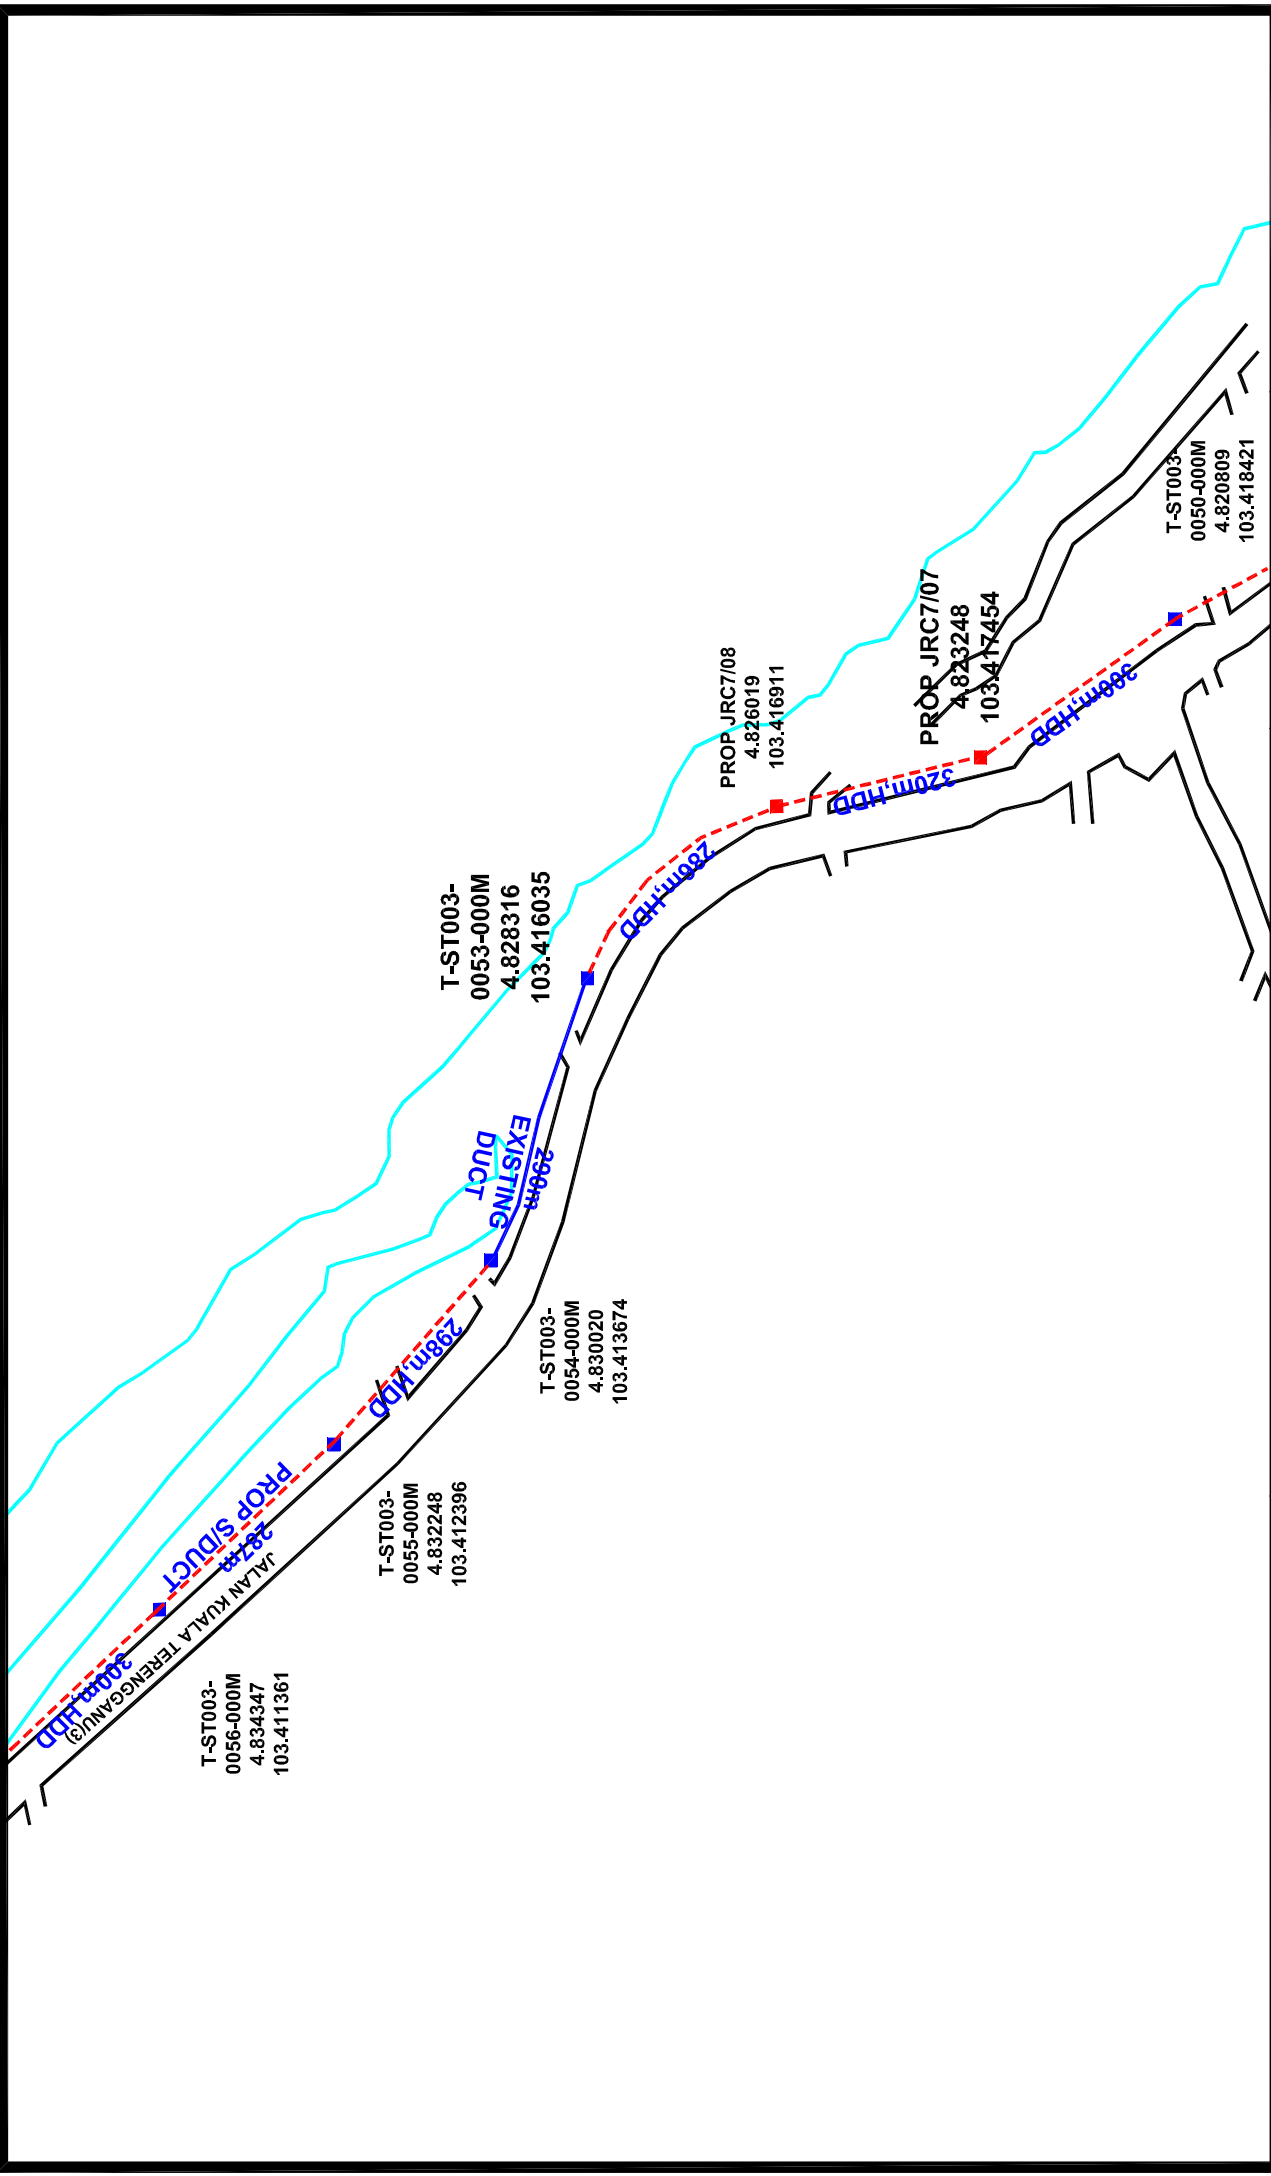 T-ST003-
0056-000M
4.834347
103.411361
300m,HDD
JALAN KUALA TERENGGANU(3)
PROP S/DUCT
287m
T-ST003-
0055-000M
4.832248
103.412396
298m,HDD
T-ST003-
0054-000M
4.830020
103.413674
EXISTING
DUCT
290m
T-ST003-
0053-000M
4.828316
103.416035
286m,HDD
PROP JRC7/08
4.826019
103.416911
320m,HDD
PROP JRC7/07
4.823248
103.417454
300m,HDD
T-ST003-
0050-000M
4.820809
103.418421